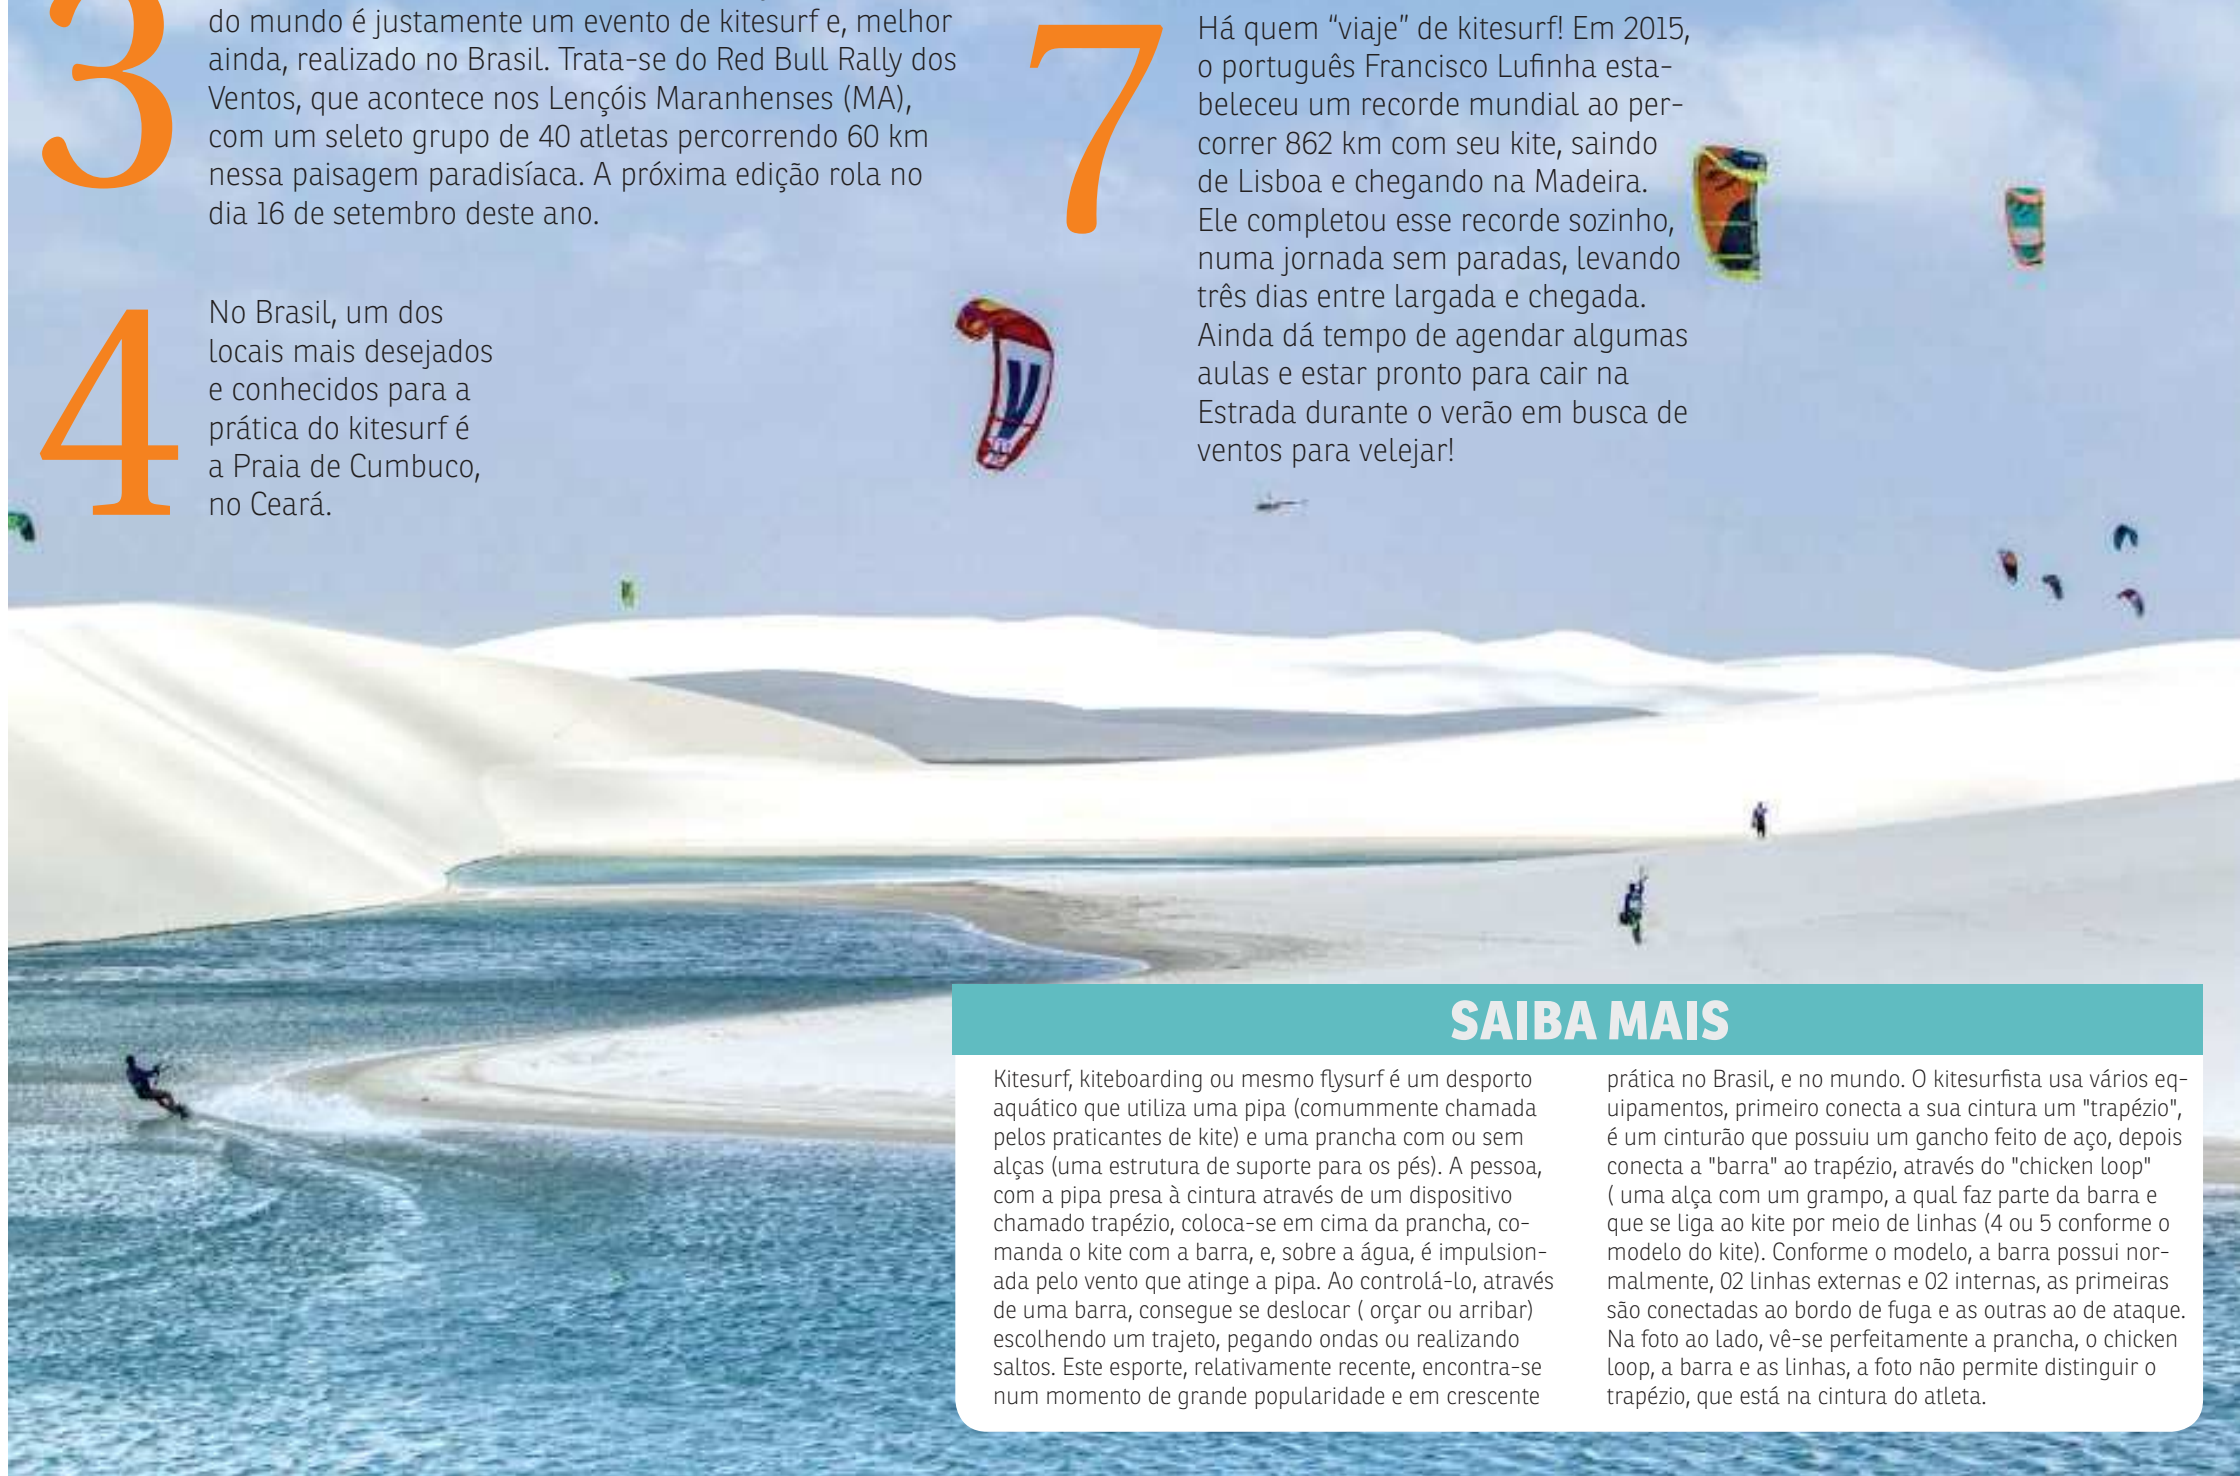 3
do mundo é justamente um evento de kitesurf e, melhor
ainda, realizado no Brasil. Trata-se do Red Bull Rally dos
Ventos, que acontece nos Lençóis Maranhenses (MA),
com um seleto grupo de 40 atletas percorrendo 60 km
nessa paisagem paradisíaca. A próxima edição rola no
dia 16 de setembro deste ano.
4
No Brasil, um dos
locais mais desejados
e conhecidos para a
prática do kitesurf é
a Praia de Cumbuco,
no Ceará.
7
Há quem “viaje” de kitesurf! Em 2015,
o português Francisco Lufinha esta-
beleceu um recorde mundial ao per-
correr 862 km com seu kite, saindo
de Lisboa e chegando na Madeira.
Ele completou esse recorde sozinho,
numa jornada sem paradas, levando
três dias entre largada e chegada.
Ainda dá tempo de agendar algumas
aulas e estar pronto para cair na
Estrada durante o verão em busca de
ventos para velejar!
SAIBA MAIS
Kitesurf, kiteboarding ou mesmo flysurf é um desporto
aquático que utiliza uma pipa (comummente chamada
pelos praticantes de kite) e uma prancha com ou sem
alças (uma estrutura de suporte para os pés). A pessoa,
com a pipa presa à cintura através de um dispositivo
chamado trapézio, coloca-se em cima da prancha, co-
manda o kite com a barra, e, sobre a água, é impulsion-
ada pelo vento que atinge a pipa. Ao controlá-lo, através
de uma barra, consegue se deslocar ( orçar ou arribar)
escolhendo um trajeto, pegando ondas ou realizando
saltos. Este esporte, relativamente recente, encontra-se
num momento de grande popularidade e em crescente
prática no Brasil, e no mundo. O kitesurfista usa vários eq-
uipamentos, primeiro conecta a sua cintura um "trapézio",
é um cinturão que possuiu um gancho feito de aço, depois
conecta a "barra" ao trapézio, através do "chicken loop"
( uma alça com um grampo, a qual faz parte da barra e
que se liga ao kite por meio de linhas (4 ou 5 conforme o
modelo do kite). Conforme o modelo, a barra possui nor-
malmente, 02 linhas externas e 02 internas, as primeiras
são conectadas ao bordo de fuga e as outras ao de ataque.
Na foto ao lado, vê-se perfeitamente a prancha, o chicken
loop, a barra e as linhas, a foto não permite distinguir o
trapézio, que está na cintura do atleta.